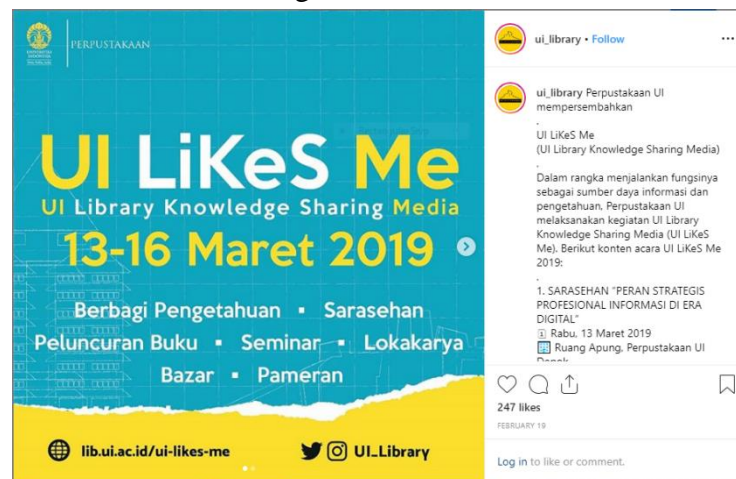 PERPUSTAKAAN
UI LiKeS Me
UI Library Knowledge Sharing Media
13-16 Maret 2019
Berbagi Pengetahuan ▪ Sarasehan
Peluncuran Buku ▪ Seminar ▪ Lokakarya
Bazar ▪ Pameran
lib.ui.ac.id/ui-likes-me
UI_Library
ui_library • Follow
ui_library Perpustakaan UI
mempersembahkan
.
UI LiKeS Me
(UI Library Knowledge Sharing Media)
.
Dalam rangka menjalankan fungsinya
sebagai sumber daya informasi dan
pengetahuan, Perpustakaan UI
melaksanakan kegiatan UI Library
Knowledge Sharing Media (UI LiKeS
Me). Berikut konten acara UI LiKeS Me
2019:
.
1. SARASEHAN "PERAN STRATEGIS
PROFESIONAL INFORMASI DI ERA
DIGITAL"
Rabu, 13 Maret 2019
Ruang Apung, Perpustakaan UI
Depok
247 likes
FEBRUARY 19
Log in to like or comment.